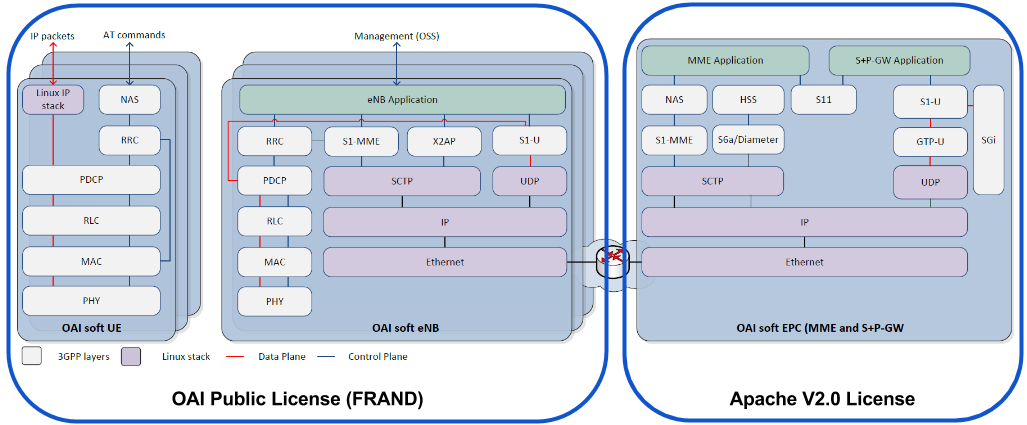 IP packets
AT commands
Linux IP
stack
NAS
RRC
PDCP
RLC
MAC
PHY
OAI soft UE
Management (OSS)
eNB Application
RRC
S1-MME
X2AP
S1-U
PDCP
SCTP
UDP
RLC
IP
MAC
Ethernet
PHY
OAI soft eNB
3GPP layers
Linux stack
Data Plane
Control Plane
OAI Public License (FRAND)
MME Application
S+P-GW Application
NAS
HSS
S11
S1-U
S1-MME
S6a/Diameter
GTP-U
SGi
SCTP
UDP
IP
Ethernet
OAI soft EPC (MME and S+P-GW
Apache V2.0 License